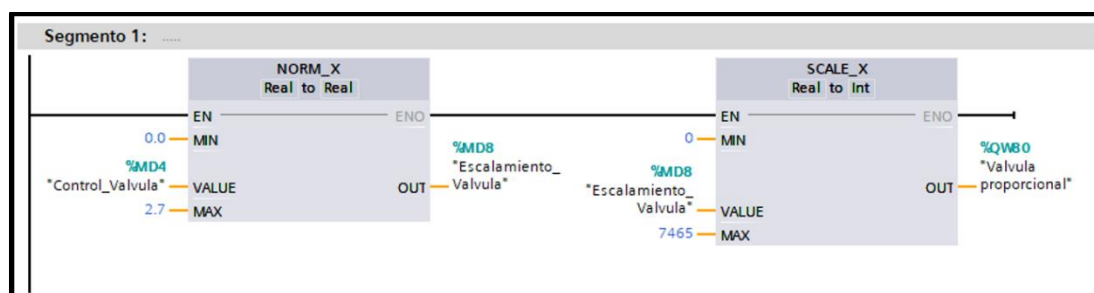 Segmento 1: .....
NORM_X
Real to Real
EN
ENO
0.0
MIN
%MD4
"Control_Valvula"
VALUE
2.7
MAX
%MD8
"Escalamiento_
Valvula"
OUT
SCALE_X
Real to Int
EN
ENO
0
MIN
%MD8
"Escalamiento_
Valvula"
VALUE
7465
MAX
%QW80
"Valvula
proporcional"
OUT